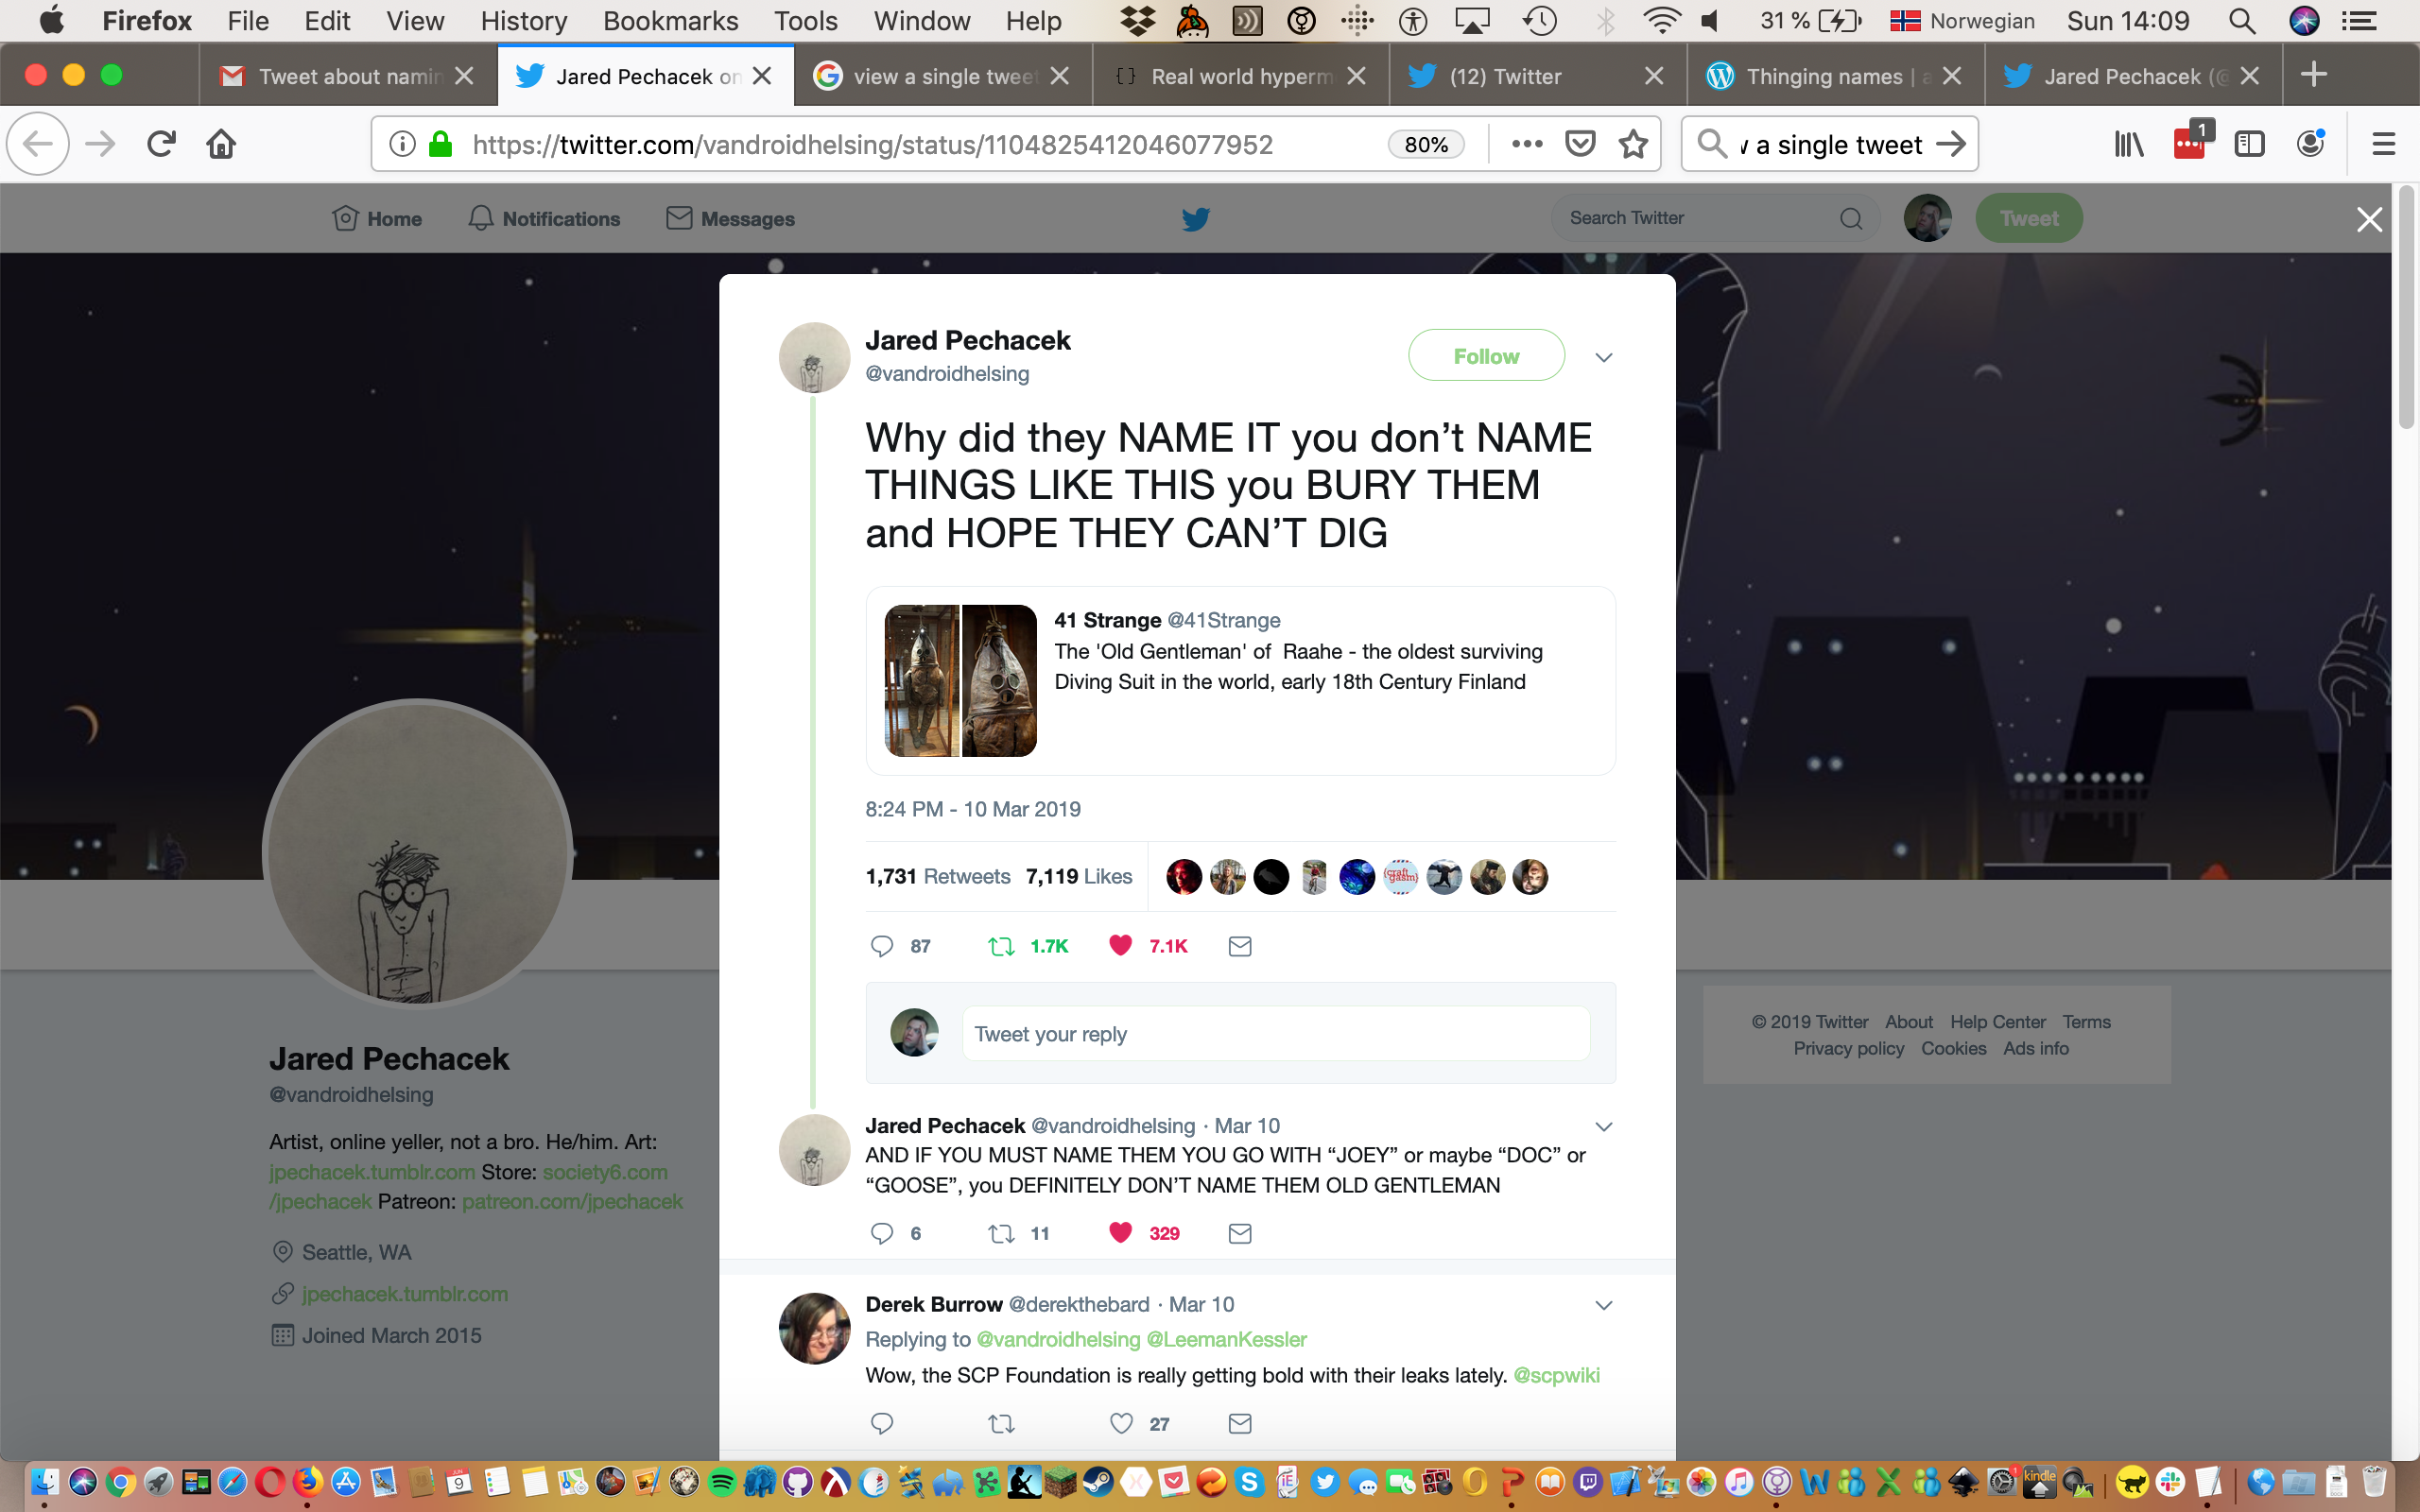 Firefox File Edit View History Bookmarks Tools Window Help 31 % Norwegian Sun 14:09
Tweet about namin Jared Pechacek on view a single tweet Real world hyperm (12) Twitter Thinging names | a Jared Pechacek (@
https://twitter.com/vandroidhelsing/status/1104825412046077952 80% a single tweet 1
Home Notifications Messages Search Twitter Tweet
Jared Pechacek
@vandroidhelsing
Follow
Why did they NAME IT you don’t NAME
THINGS LIKE THIS you BURY THEM
and HOPE THEY CAN’T DIG
41 Strange @41Strange
The 'Old Gentleman' of Raahe - the oldest surviving
Diving Suit in the world, early 18th Century Finland
8:24 PM - 10 Mar 2019
1,731 Retweets 7,119 Likes
craft
gasm
87 1.7K 7.1K
Tweet your reply
Jared Pechacek @vandroidhelsing · Mar 10
AND IF YOU MUST NAME THEM YOU GO WITH “JOEY” or maybe “DOC” or
“GOOSE”, you DEFINITELY DON’T NAME THEM OLD GENTLEMAN
6 11 329
Derek Burrow @derekthebard · Mar 10
Replying to @vandroidhelsing @LeemanKessler
Wow, the SCP Foundation is really getting bold with their leaks lately. @scpwiki
27
Jared Pechacek
@vandroidhelsing
Artist, online yeller, not a bro. He/him. Art:
jpechacek.tumblr.com Store: society6.com
/jpechacek Patreon: patreon.com/jpechacek
Seattle, WA
jpechacek.tumblr.com
Joined March 2015
© 2019 Twitter About Help Center Terms
Privacy policy Cookies Ads info
JUN
9
kindle